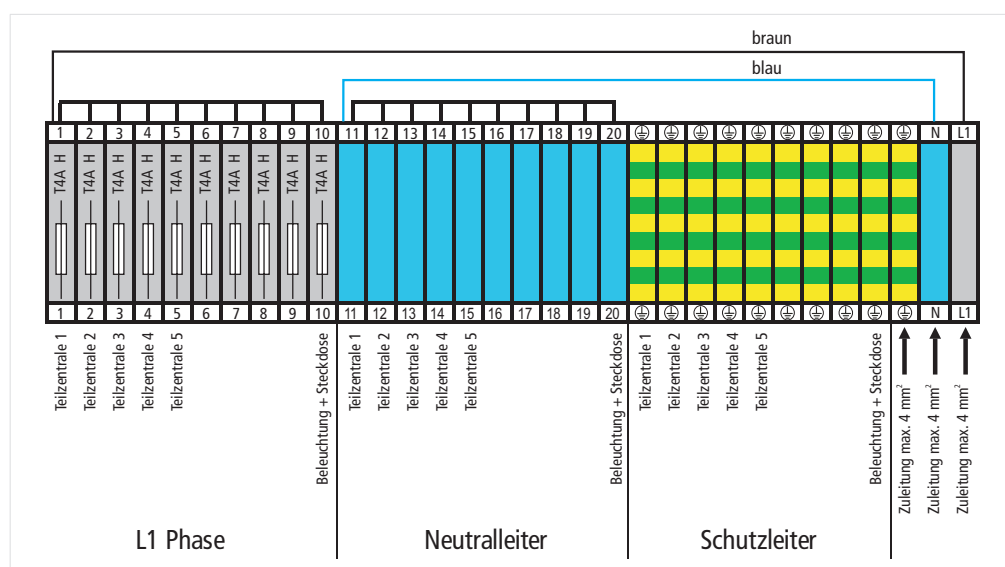 braun
blau
1 2 3 4 5 6 7 8 9 10 11 12 13 14 15 16 17 18 19 20 N L1
T4A H T4A H T4A H T4A H T4A H T4A H T4A H T4A H T4A H T4A H
1 2 3 4 5 6 7 8 9 10 11 12 13 14 15 16 17 18 19 20 N L1
Teilzentrale 1
Teilzentrale 2
Teilzentrale 3
Teilzentrale 4
Teilzentrale 5
Beleuchtung + Steckdose
Teilzentrale 1
Teilzentrale 2
Teilzentrale 3
Teilzentrale 4
Teilzentrale 5
Beleuchtung + Steckdose
Teilzentrale 1
Teilzentrale 2
Teilzentrale 3
Teilzentrale 4
Teilzentrale 5
Beleuchtung + Steckdose
Zuleitung max. 4 mm²
Zuleitung max. 4 mm²
Zuleitung max. 4 mm²
L1 Phase
Neutralleiter
Schutzleiter